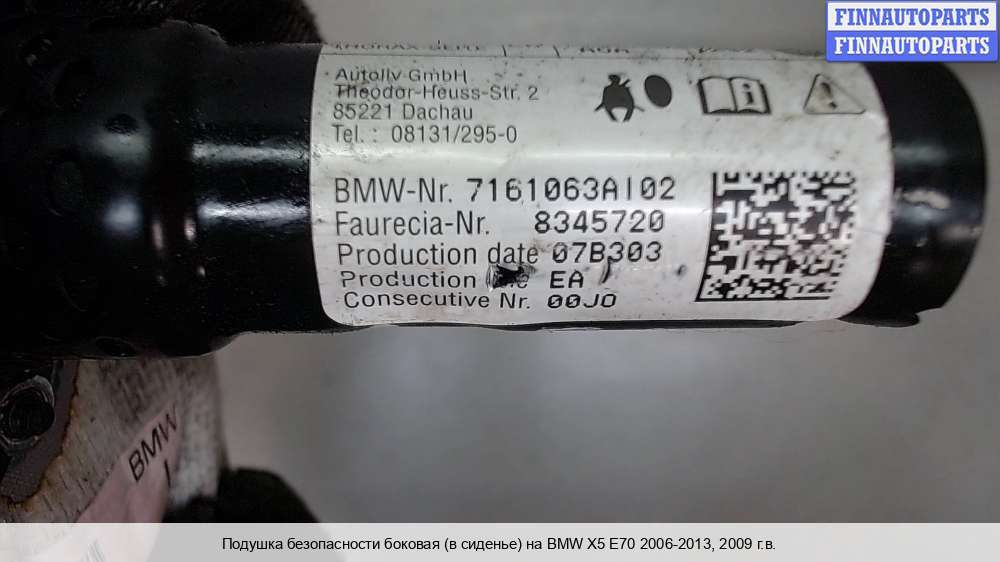 FINNAUTOPARTS
FINNAUTOPARTS
Autoliv GmbH
Theodor-Heuss-Str. 2
85221 Dachau
Tel. : 08131/295-0
BMW-Nr. 7161063AI02
Faurecia-Nr. 8345720
Production date 07B303
Production EA
Consecutive Nr. 00J0
BMW
Подушка безопасности боковая (в сиденье) на BMW X5 E70 2006-2013, 2009 г.в.